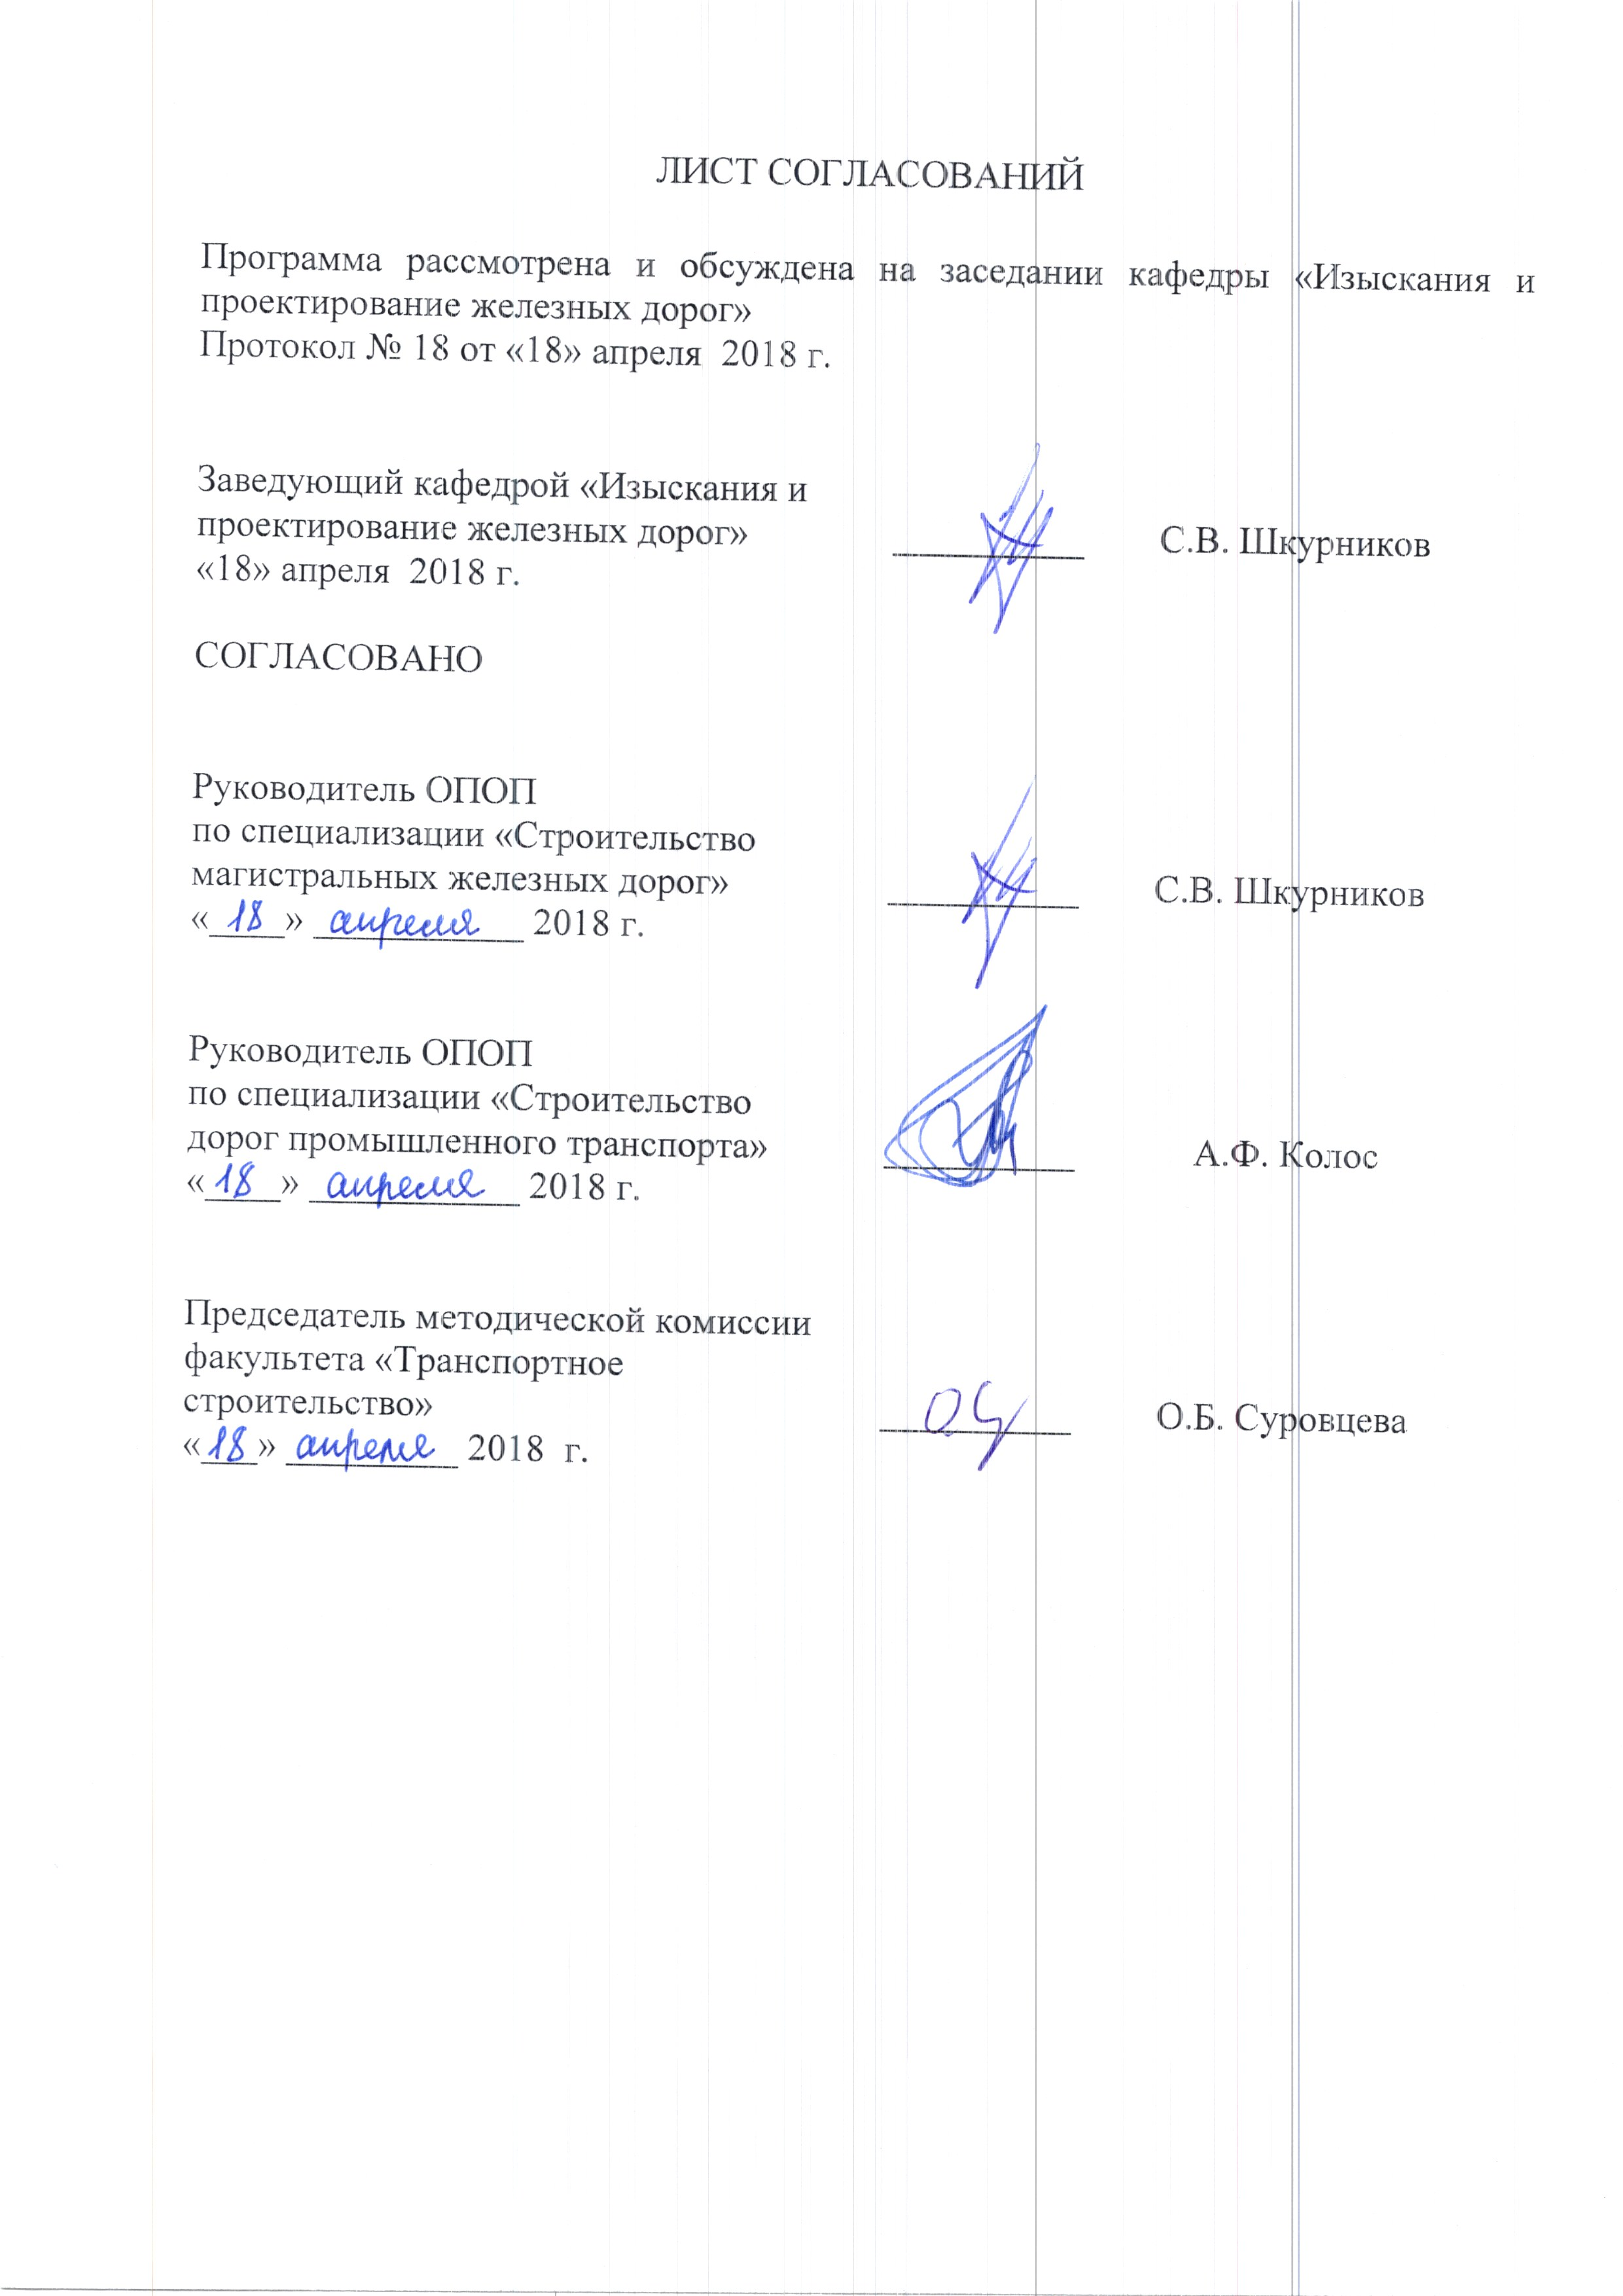 ЛИСТ СОГЛАСОВАНИЙ
Программа рассмотрена и обсуждена на заседании кафедры «Изыскания и
проектирование железных дорог»
Протокол № 18 от «18» апреля 2018 г.
Заведующий кафедрой «Изыскания и
проектирование железных дорог» С.В. Шкурников
«18» апреля 2018 г.
СОГЛАСОВАНО
Руководитель ОПОП
по специализации «Строительство
магистральных железных дорог» С.В. Шкурников
«18» апреля 2018 г.
Руководитель ОПОП
по специализации «Строительство
дорог промышленного транспорта» А.Ф. Колос
«18» апреля 2018 г.
Председатель методической комиссии
факультета «Транспортное
строительство» О.Б. Суровцева
«18» апреля 2018 г.